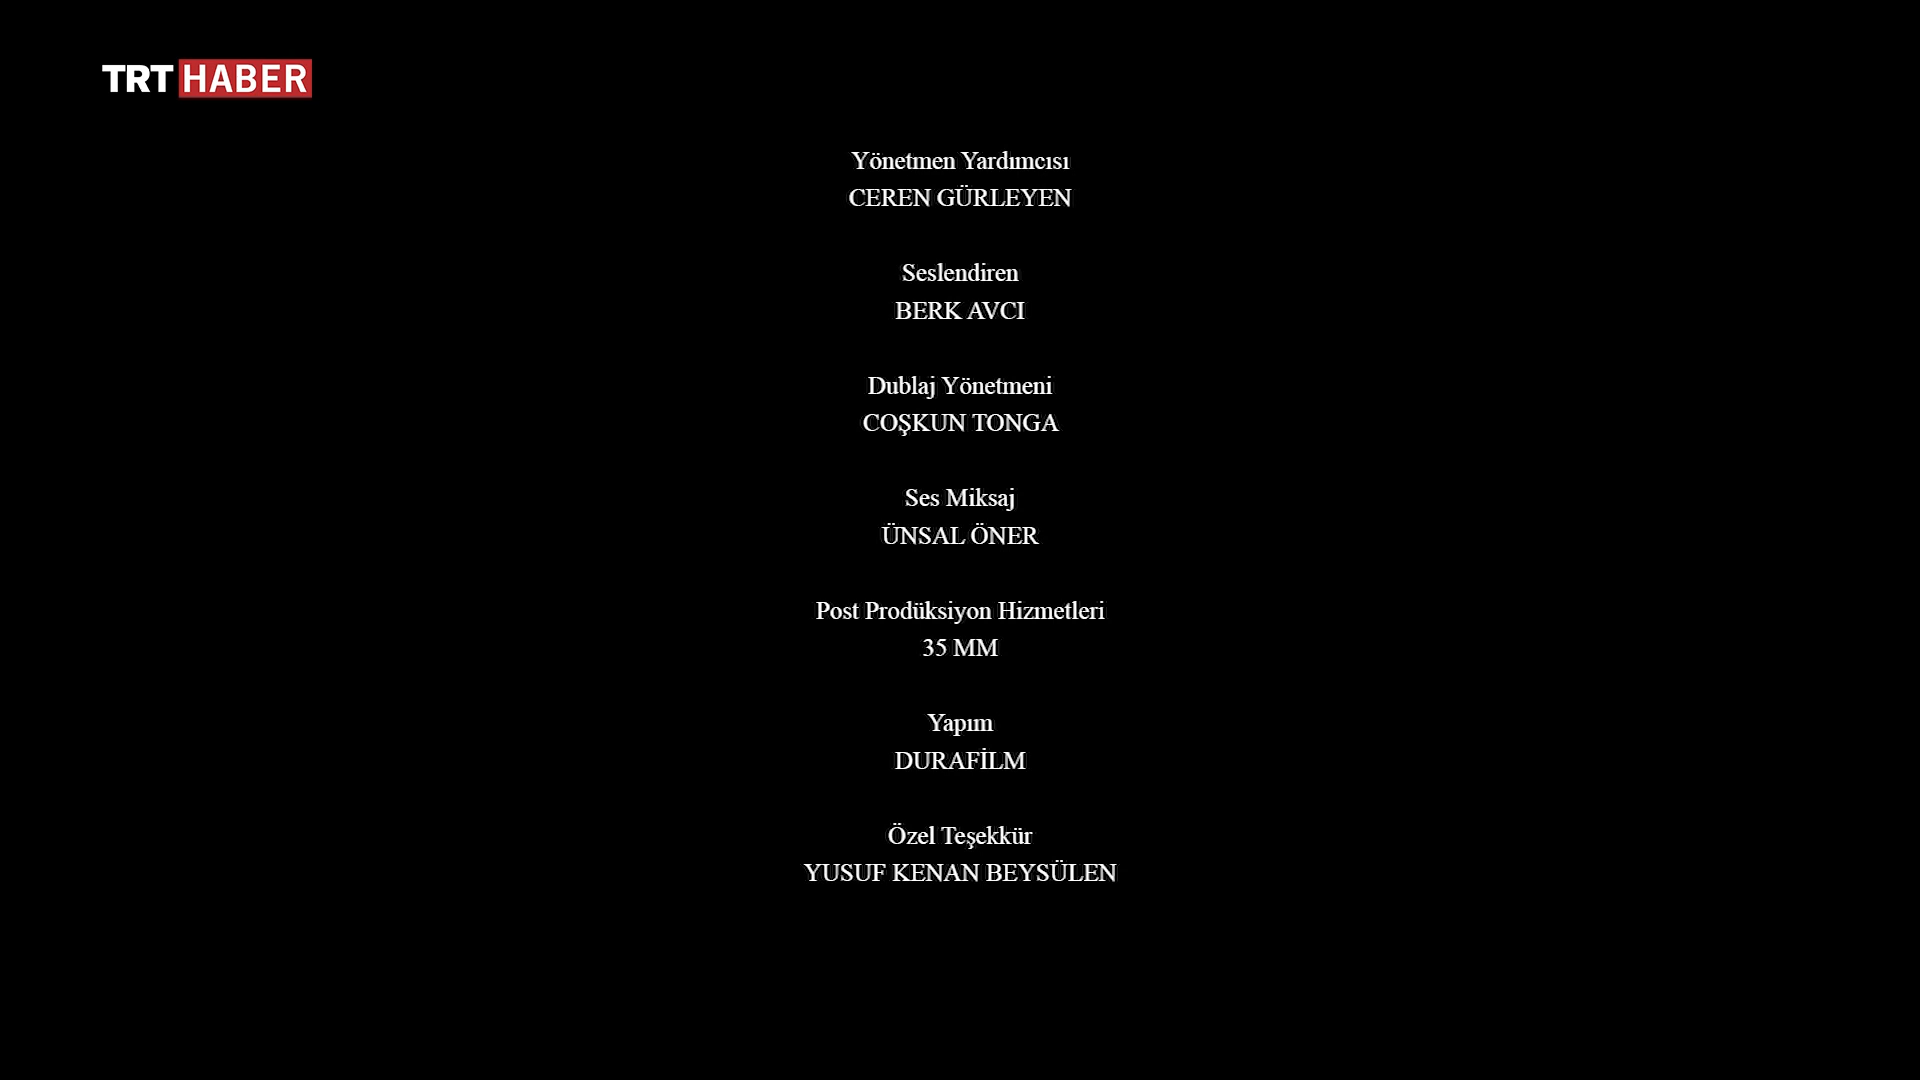 TRT HABER
Yönetmen Yardımcısı
CEREN GÜRLEYEN
Seslendiren
BERK AVCI
Dublaj Yönetmeni
COŞKUN TONGA
Ses Miksaj
ÜNSAL ÖNER
Post Prodüksiyon Hizmetleri
35 MM
Yapım
DURAFİLM
Özel Teşekkür
YUSUF KENAN BEYSÜLEN